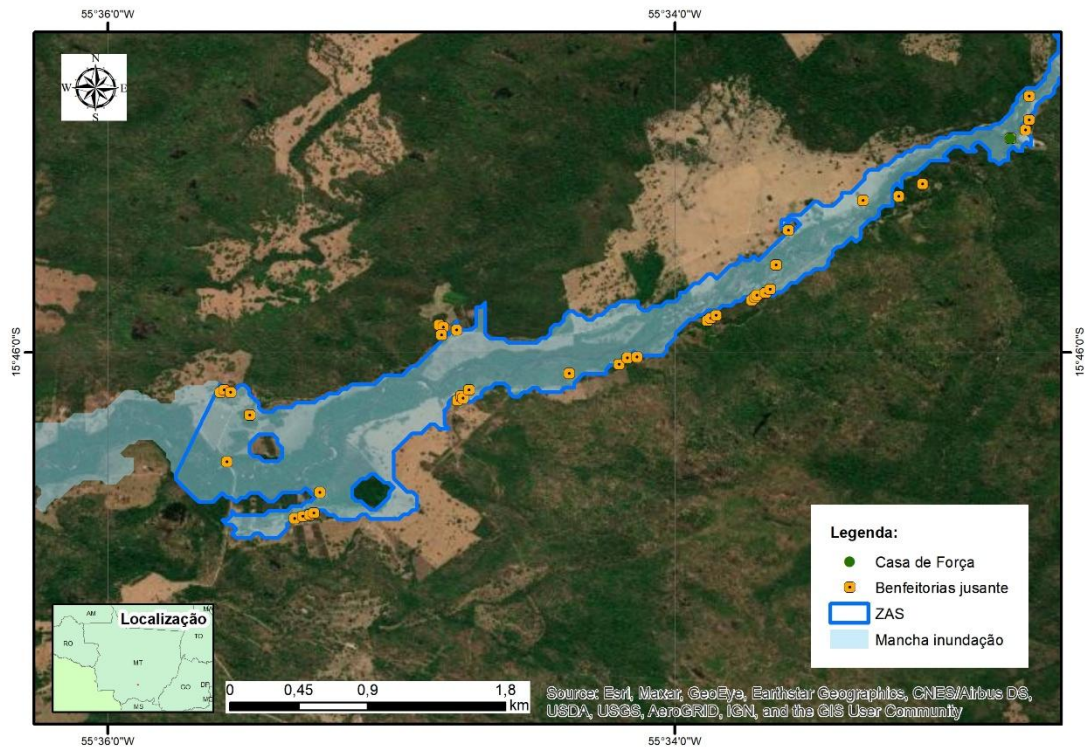 55°36'0"W
55°34'0"W
N
W
E
S
15°46'0"S
15°46'0"S
Legenda:
Casa de Força
Benfeitorias jusante
ZAS
Mancha inundação
Localização
AM
MA
RO
TO
MT
GO
DF
MS
0
0,45
0,9
1,8
km
Source: Esri, Maxar, GeoEye, Earthstar Geographics, CNES/Airbus DS,
USDA, USGS, AeroGRID, IGN, and the GIS User Community
55°36'0"W
55°34'0"W